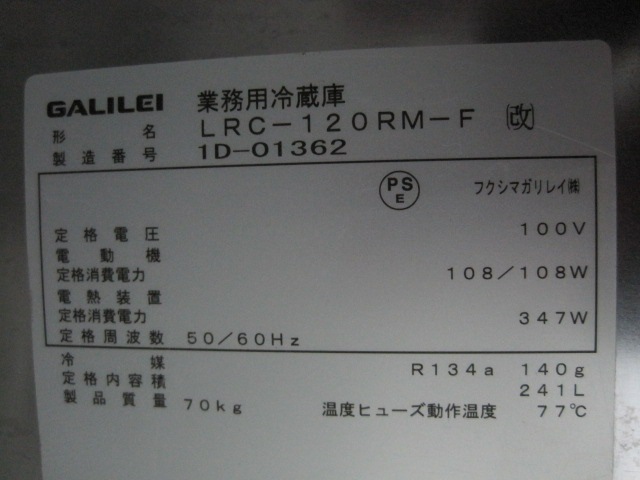 GALILEI 業務用冷蔵庫
形名 LRC-120RM-F ㈹改
製造番号 1D-01362
PSE フクシマガリレイ㈱
定格電圧 100V
電動機
定格消費電力 108/108W
電熱装置
定格消費電力 347W
定格周波数 50/60Hz
冷媒 R134a 140g
定格内容積 241L
製品質量 70kg 温度ヒューズ動作温度 77℃